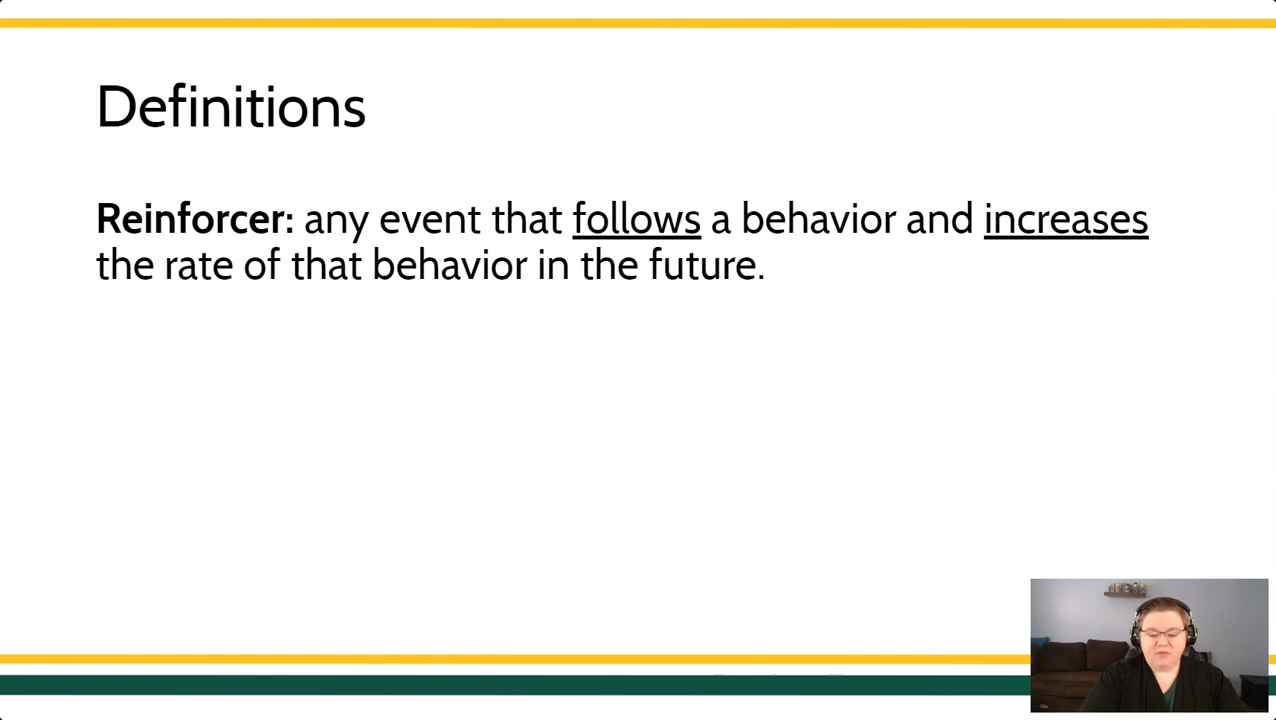 Definitions
Reinforcer: any event that follows a behavior and increases
the rate of that behavior in the future.